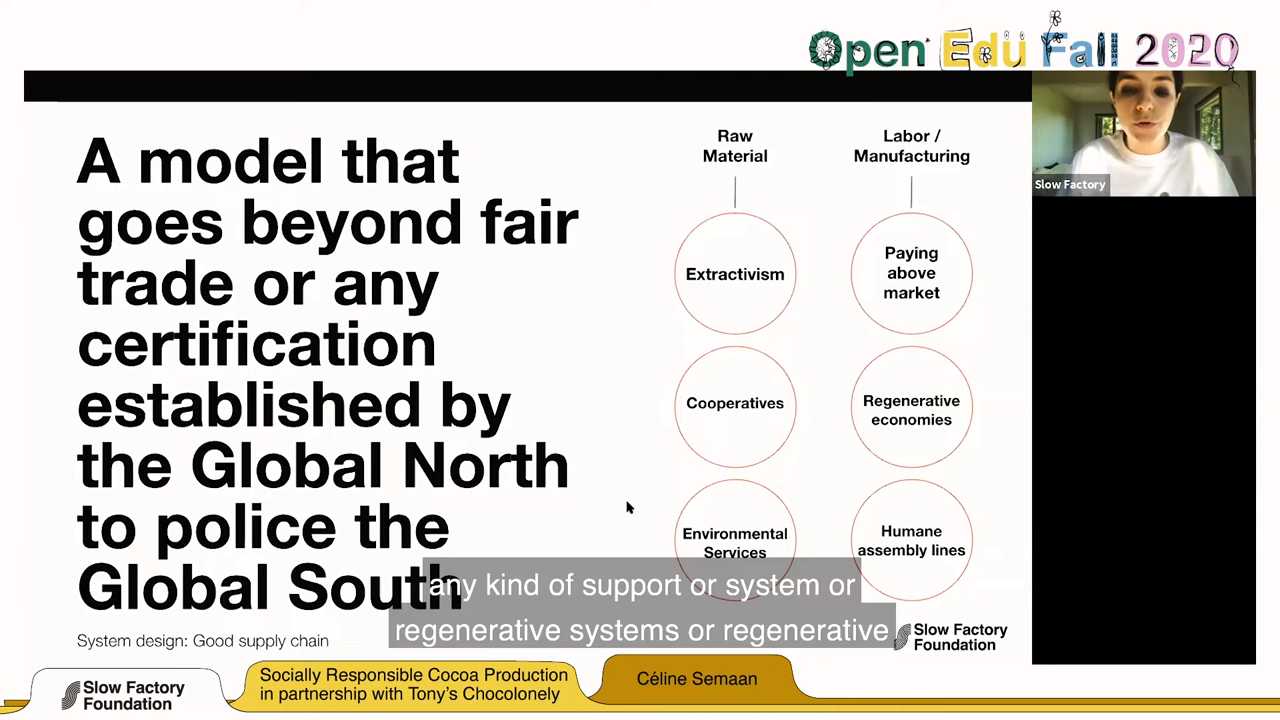 Open Edu Fall 2020
A model that
goes beyond fair
trade or any
certification
established by
the Global North
to police the
Global South
System design: Good supply chain
Raw
Material
Extractivism
Cooperatives
Environmental
Services
Labor /
Manufacturing
Paying
above
market
Regenerative
economies
Humane
assembly lines
Slow Factory
Foundation
Slow Factory
any kind of support or system or
regenerative systems or regenerative
Slow Factory
Foundation
Socially Responsible Cocoa Production
in partnership with Tony's Chocolonely
Céline Semaan